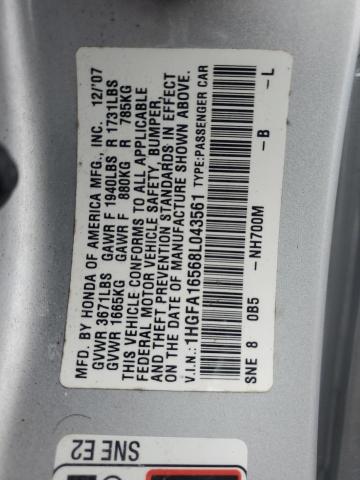 MFD. BY HONDA OF AMERICA MFG., INC. 12/'07
GVWR 3671LBS GAWR F 1940LBS R 1731LBS
GVWR 1665KG GAWR F 880KG R 785KG
THIS VEHICLE CONFORMS TO ALL APPLICABLE
FEDERAL MOTOR VEHICLE SAFETY, BUMPER,
AND THEFT PREVENTION STANDARDS IN EFFECT
ON THE DATE OF MANUFACTURE SHOWN ABOVE.
V.I.N.: 1HGFA16568L043561 TYPE:PASSENGER CAR
SNE 8 0B5 -NH700M -B -L
SNE E2